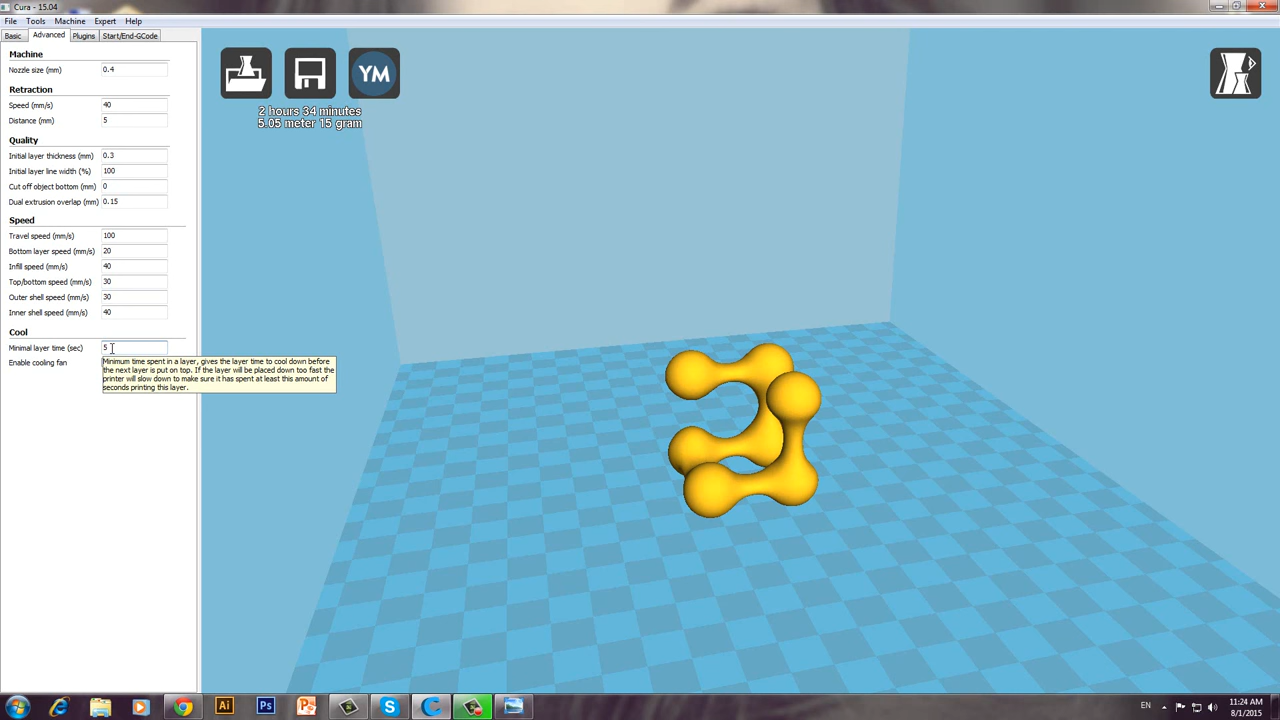 Cura - 15.04
File Tools Machine Expert Help
Basic Advanced Plugins Start/End-GCode
Machine
Nozzle size (mm) 0.4
Retraction
Speed (mm/s) 40
Distance (mm) 5
Quality
Initial layer thickness (mm) 0.3
Initial layer line width (%) 100
Cut off object bottom (mm) 0
Dual extrusion overlap (mm) 0.15
Speed
Travel speed (mm/s) 100
Bottom layer speed (mm/s) 20
Infill speed (mm/s) 40
Top/bottom speed (mm/s) 30
Outer shell speed (mm/s) 30
Inner shell speed (mm/s) 40
Cool
Minimal layer time (sec) 5
Enable cooling fan
Minimum time spent in a layer, gives the layer time to cool down before
the next layer is put on top. If the layer will be placed down too fast the
printer will slow down to make sure it has spent at least this amount of
seconds printing this layer.
YM
2 hours 34 minutes
5.05 meter 15 gram
Ai Ps P S C
EN 11:24 AM
8/1/2015